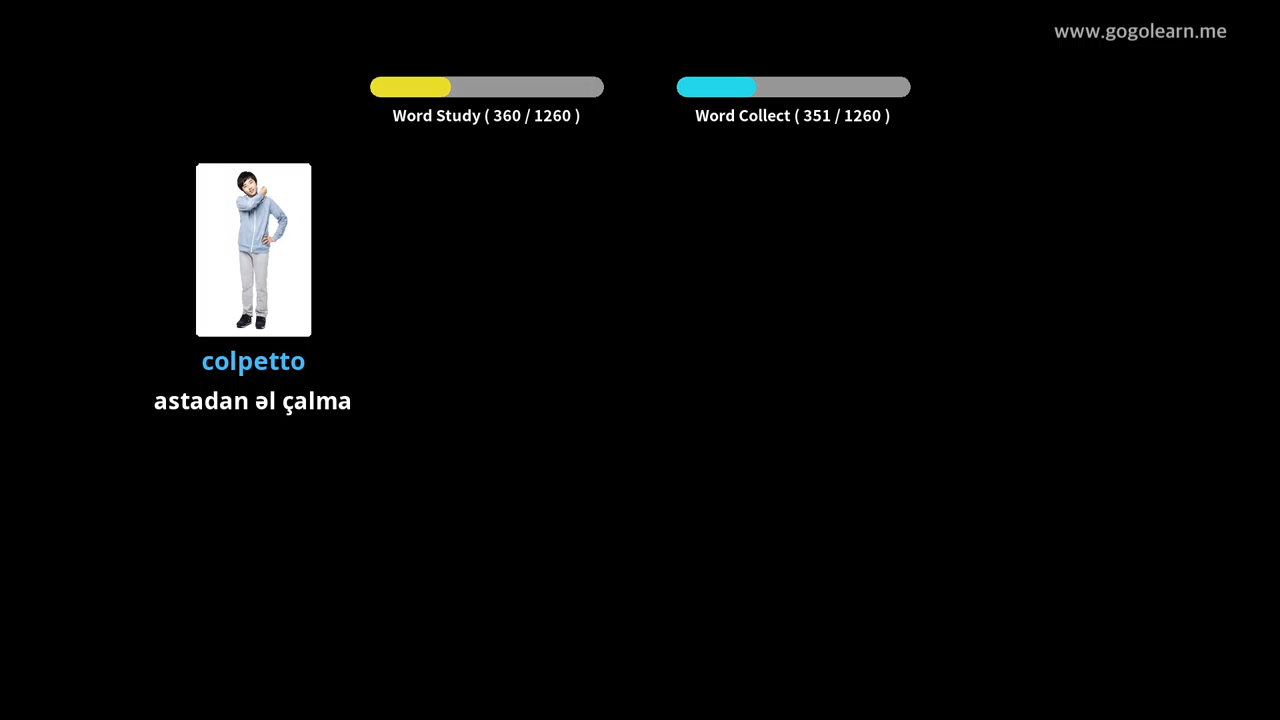 www.gogolearn.me
Word Study ( 360 / 1260 )
Word Collect ( 351 / 1260 )
colpetto
astadan əl çalma